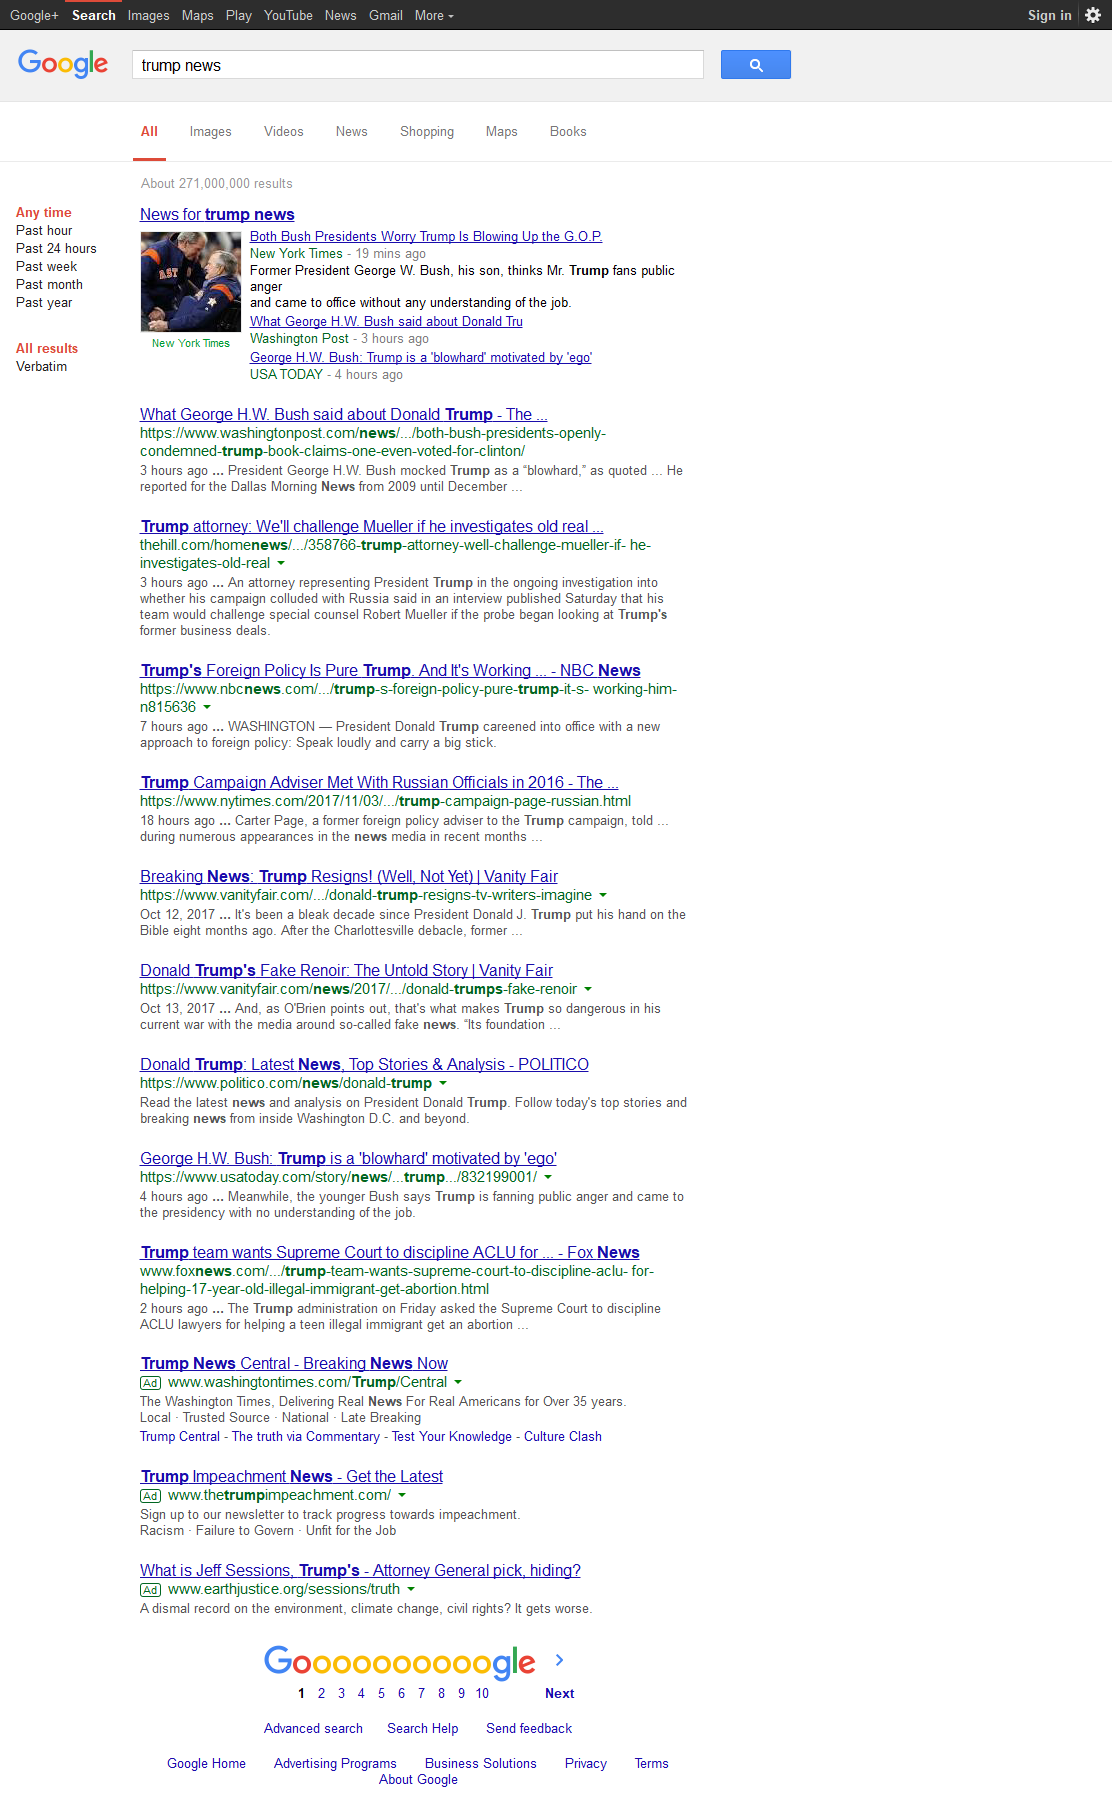 Google+ Search Images Maps Play YouTube News Gmail More Sign in
Google trump news
All Images Videos News Shopping Maps Books
About 271,000,000 results
Any time
Past hour
Past 24 hours
Past week
Past month
Past year
All results
Verbatim
News for trump news
New York Times
Both Bush Presidents Worry Trump Is Blowing Up the G.O.P.
New York Times - 19 mins ago
Former President George W. Bush, his son, thinks Mr. Trump fans public
anger
and came to office without any understanding of the job.
What George H.W. Bush said about Donald Tru
Washington Post - 3 hours ago
George H.W. Bush: Trump is a 'blowhard' motivated by 'ego'
USA TODAY - 4 hours ago
What George H.W. Bush said about Donald Trump - The ...
https://www.washingtonpost.com/news/.../both-bush-presidents-openly-
condemned-trump-book-claims-one-even-voted-for-clinton/
3 hours ago ... President George H.W. Bush mocked Trump as a “blowhard,” as quoted ... He
reported for the Dallas Morning News from 2009 until December ...
Trump attorney: We'll challenge Mueller if he investigates old real ...
thehill.com/homenews/.../358766-trump-attorney-well-challenge-mueller-if- he-
investigates-old-real
3 hours ago ... An attorney representing President Trump in the ongoing investigation into
whether his campaign colluded with Russia said in an interview published Saturday that his
team would challenge special counsel Robert Mueller if the probe began looking at Trump's
former business deals.
Trump's Foreign Policy Is Pure Trump. And It's Working ... - NBC News
https://www.nbcnews.com/.../trump-s-foreign-policy-pure-trump-it-s- working-him-
n815636
7 hours ago ... WASHINGTON — President Donald Trump careened into office with a new
approach to foreign policy: Speak loudly and carry a big stick.
Trump Campaign Adviser Met With Russian Officials in 2016 - The ...
https://www.nytimes.com/2017/11/03/.../trump-campaign-page-russian.html
18 hours ago ... Carter Page, a former foreign policy adviser to the Trump campaign, told ...
during numerous appearances in the news media in recent months ...
Breaking News: Trump Resigns! (Well, Not Yet) | Vanity Fair
https://www.vanityfair.com/.../donald-trump-resigns-tv-writers-imagine
Oct 12, 2017 ... It's been a bleak decade since President Donald J. Trump put his hand on the
Bible eight months ago. After the Charlottesville debacle, former ...
Donald Trump's Fake Renoir: The Untold Story | Vanity Fair
https://www.vanityfair.com/news/2017/.../donald-trumps-fake-renoir
Oct 13, 2017 ... And, as O'Brien points out, that's what makes Trump so dangerous in his
current war with the media around so-called fake news. “Its foundation ...
Donald Trump: Latest News, Top Stories & Analysis - POLITICO
https://www.politico.com/news/donald-trump
Read the latest news and analysis on President Donald Trump. Follow today's top stories and
breaking news from inside Washington D.C. and beyond.
George H.W. Bush: Trump is a 'blowhard' motivated by 'ego'
https://www.usatoday.com/story/news/...trump.../832199001/
4 hours ago ... Meanwhile, the younger Bush says Trump is fanning public anger and came to
the presidency with no understanding of the job.
Trump team wants Supreme Court to discipline ACLU for ... - Fox News
www.foxnews.com/.../trump-team-wants-supreme-court-to-discipline-aclu- for-
helping-17-year-old-illegal-immigrant-get-abortion.html
2 hours ago ... The Trump administration on Friday asked the Supreme Court to discipline
ACLU lawyers for helping a teen illegal immigrant get an abortion ...
Trump News Central - Breaking News Now
Ad www.washingtontimes.com/Trump/Central
The Washington Times, Delivering Real News For Real Americans for Over 35 years.
Local · Trusted Source · National · Late Breaking
Trump Central - The truth via Commentary - Test Your Knowledge - Culture Clash
Trump Impeachment News - Get the Latest
Ad www.thetrumpimpeachment.com/
Sign up to our newsletter to track progress towards impeachment.
Racism · Failure to Govern · Unfit for the Job
What is Jeff Sessions, Trump's - Attorney General pick, hiding?
Ad www.earthjustice.org/sessions/truth
A dismal record on the environment, climate change, civil rights? It gets worse.
Goooooooooogle
1 2 3 4 5 6 7 8 9 10 Next
Advanced search Search Help Send feedback
Google Home Advertising Programs Business Solutions Privacy Terms
About Google